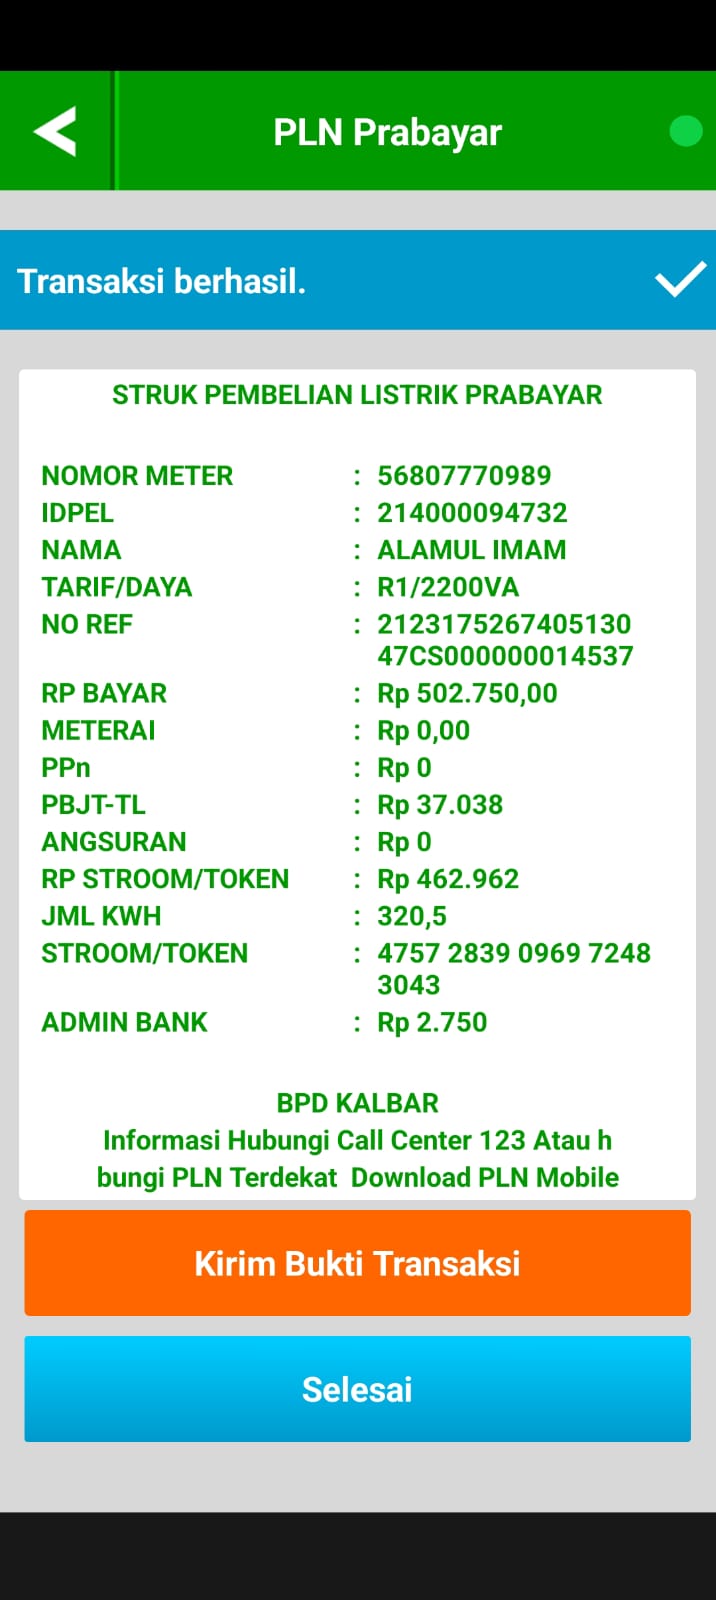 PLN Prabayar
Transaksi berhasil.
STRUK PEMBELIAN LISTRIK PRABAYAR
NOMOR METER : 56807770989
IDPEL : 214000094732
NAMA : ALAMUL IMAM
TARIF/DAYA : R1/2200VA
NO REF : 2123175267405130
47CS000000014537
RP BAYAR : Rp 502.750,00
METERAI : Rp 0,00
PPn : Rp 0
PBJT-TL : Rp 37.038
ANGSURAN : Rp 0
RP STROOM/TOKEN : Rp 462.962
JML KWH : 320,5
STROOM/TOKEN : 4757 2839 0969 7248
3043
ADMIN BANK : Rp 2.750
BPD KALBAR
Informasi Hubungi Call Center 123 Atau h
bungi PLN Terdekat  Download PLN Mobile
Kirim Bukti Transaksi
Selesai